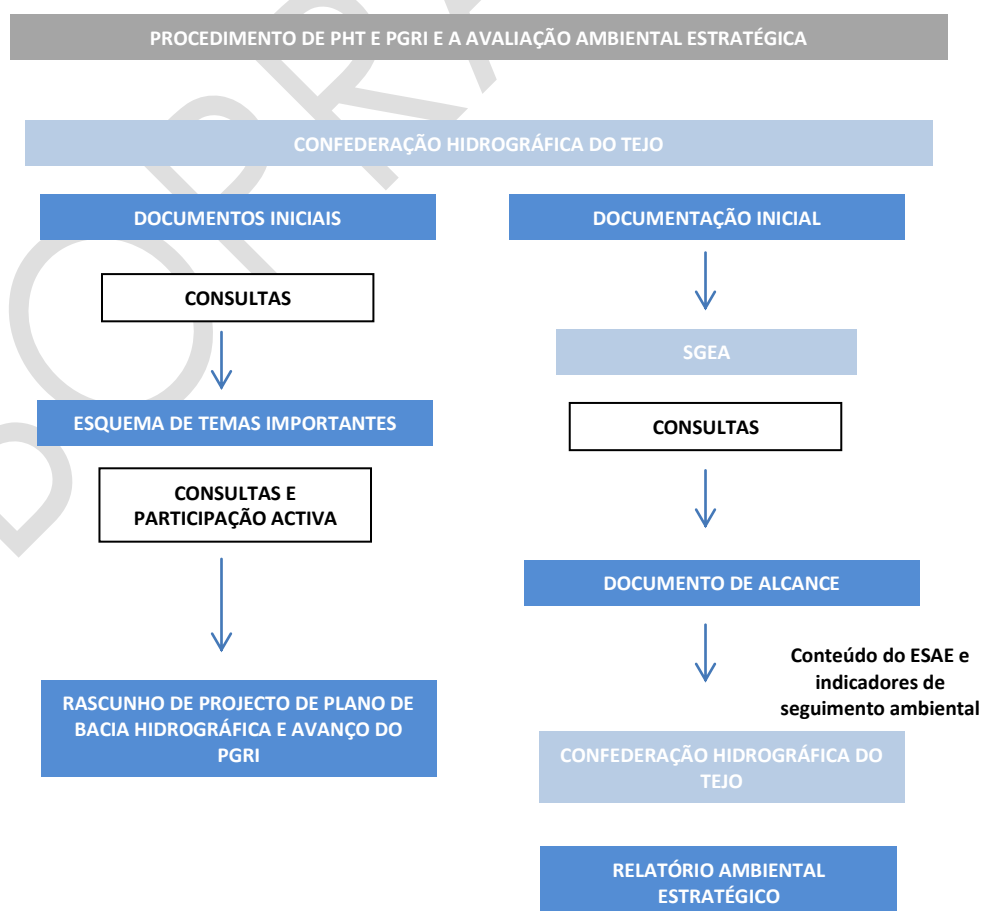 PROCEDIMENTO DE PHT E PGRI E A AVALIAÇÃO AMBIENTAL ESTRATÉGICA
CONFEDERAÇÃO HIDROGRÁFICA DO TEJO
DOCUMENTOS INICIAIS
CONSULTAS
ESQUEMA DE TEMAS IMPORTANTES
CONSULTAS E
PARTICIPAÇÃO ACTIVA
RASCUNHO DE PROJECTO DE PLANO DE
BACIA HIDROGRÁFICA E AVANÇO DO
PGRI
DOCUMENTAÇÃO INICIAL
SGEA
CONSULTAS
DOCUMENTO DE ALCANCE
Conteúdo do ESAE e
indicadores de
seguimento ambiental
CONFEDERAÇÃO HIDROGRÁFICA DO
TEJO
RELATÓRIO AMBIENTAL
ESTRATÉGICO